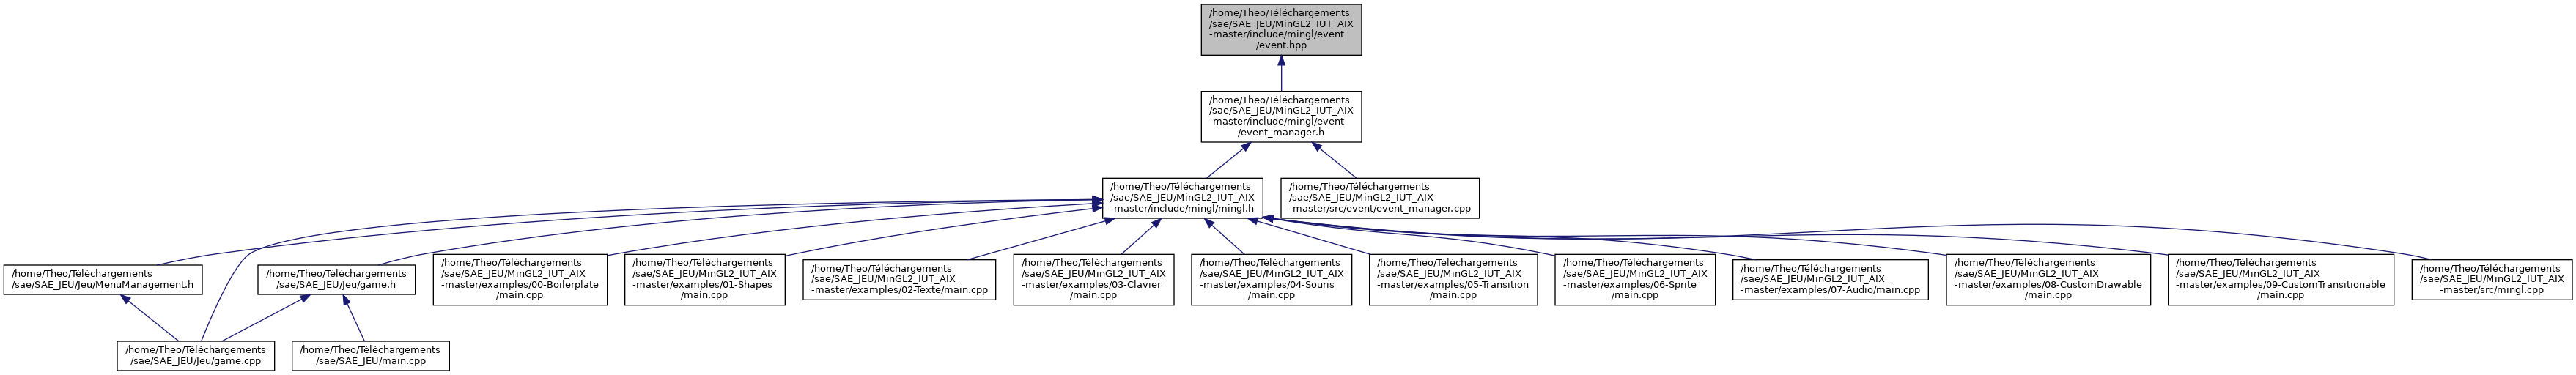 /home/Theo/Téléchargements
/sae/SAE_JEU/MinGL2_IUT_AIX
-master/include/mingl/event
/event.hpp
/home/Theo/Téléchargements
/sae/SAE_JEU/MinGL2_IUT_AIX
-master/include/mingl/event
/event_manager.h
/home/Theo/Téléchargements
/sae/SAE_JEU/MinGL2_IUT_AIX
-master/include/mingl/mingl.h
/home/Theo/Téléchargements
/sae/SAE_JEU/MinGL2_IUT_AIX
-master/src/event/event_manager.cpp
/home/Theo/Téléchargements
/sae/SAE_JEU/Jeu/MenuManagement.h
/home/Theo/Téléchargements
/sae/SAE_JEU/Jeu/game.h
/home/Theo/Téléchargements
/sae/SAE_JEU/MinGL2_IUT_AIX
-master/examples/00-Boilerplate
/main.cpp
/home/Theo/Téléchargements
/sae/SAE_JEU/MinGL2_IUT_AIX
-master/examples/01-Shapes
/main.cpp
/home/Theo/Téléchargements
/sae/SAE_JEU/MinGL2_IUT_AIX
-master/examples/02-Texte/main.cpp
/home/Theo/Téléchargements
/sae/SAE_JEU/MinGL2_IUT_AIX
-master/examples/03-Clavier
/main.cpp
/home/Theo/Téléchargements
/sae/SAE_JEU/MinGL2_IUT_AIX
-master/examples/04-Souris
/main.cpp
/home/Theo/Téléchargements
/sae/SAE_JEU/MinGL2_IUT_AIX
-master/examples/05-Transition
/main.cpp
/home/Theo/Téléchargements
/sae/SAE_JEU/MinGL2_IUT_AIX
-master/examples/06-Sprite
/main.cpp
/home/Theo/Téléchargements
/sae/SAE_JEU/MinGL2_IUT_AIX
-master/examples/07-Audio/main.cpp
/home/Theo/Téléchargements
/sae/SAE_JEU/MinGL2_IUT_AIX
-master/examples/08-CustomDrawable
/main.cpp
/home/Theo/Téléchargements
/sae/SAE_JEU/MinGL2_IUT_AIX
-master/examples/09-CustomTransitionable
/main.cpp
/home/Theo/Téléchargements
/sae/SAE_JEU/MinGL2_IUT_AIX
-master/src/mingl.cpp
/home/Theo/Téléchargements
/sae/SAE_JEU/Jeu/game.cpp
/home/Theo/Téléchargements
/sae/SAE_JEU/main.cpp